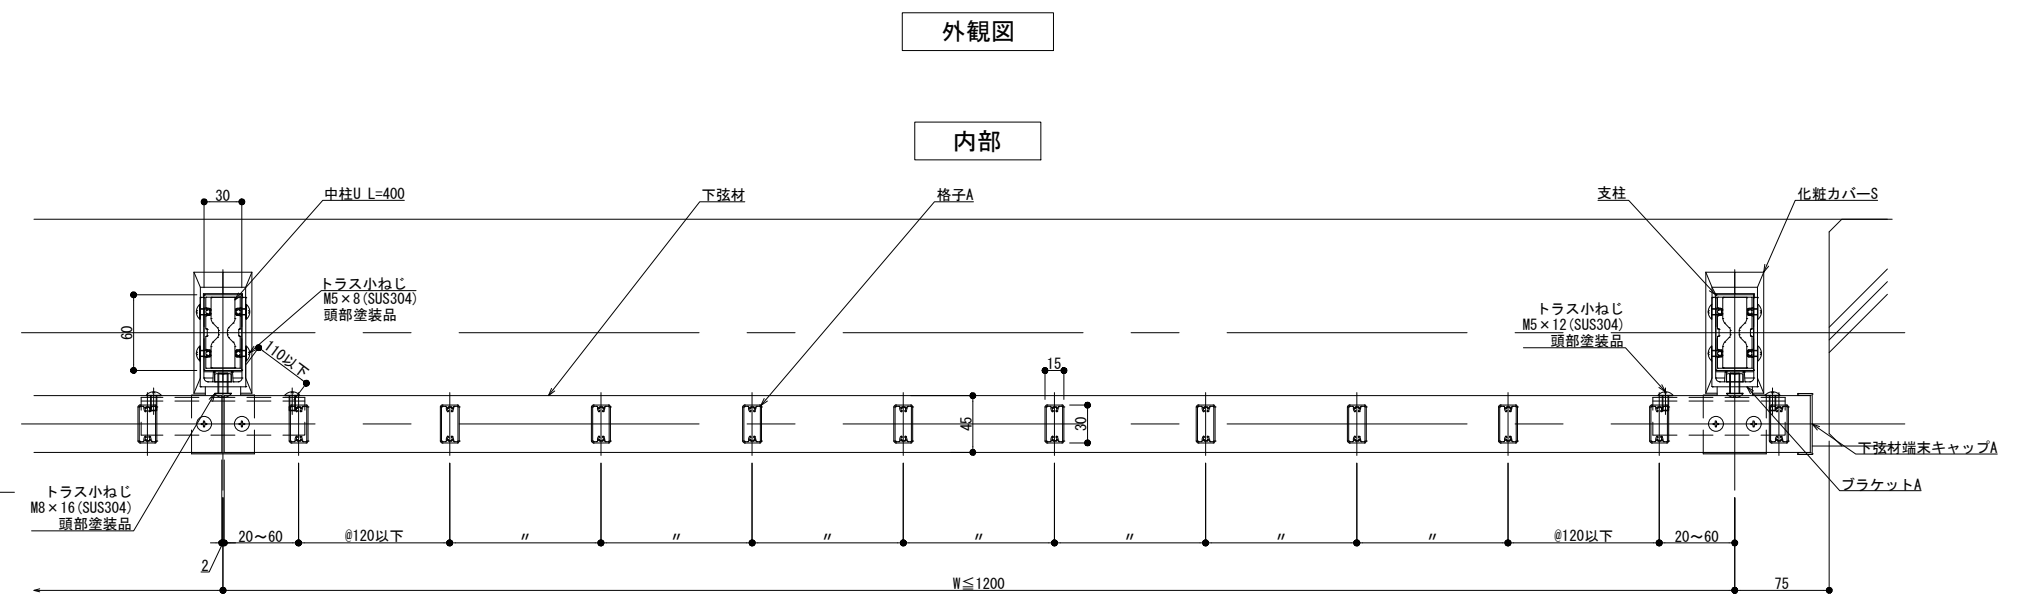 外観図
内部
30
中柱U L=400
下弦材
格子A
支柱
化粧カバーS
トラス小ねじ
M5×8(SUS304)
頭部塗装品
60
110以下
トラス小ねじ
M5×12(SUS304)
頭部塗装品
15
45
30
下弦材端末キャップA
ブラケットA
トラス小ねじ
M8×16(SUS304)
頭部塗装品
20～60
@120以下
〃
〃
〃
〃
〃
〃
〃
@120以下
20～60
2
W≦1200
75